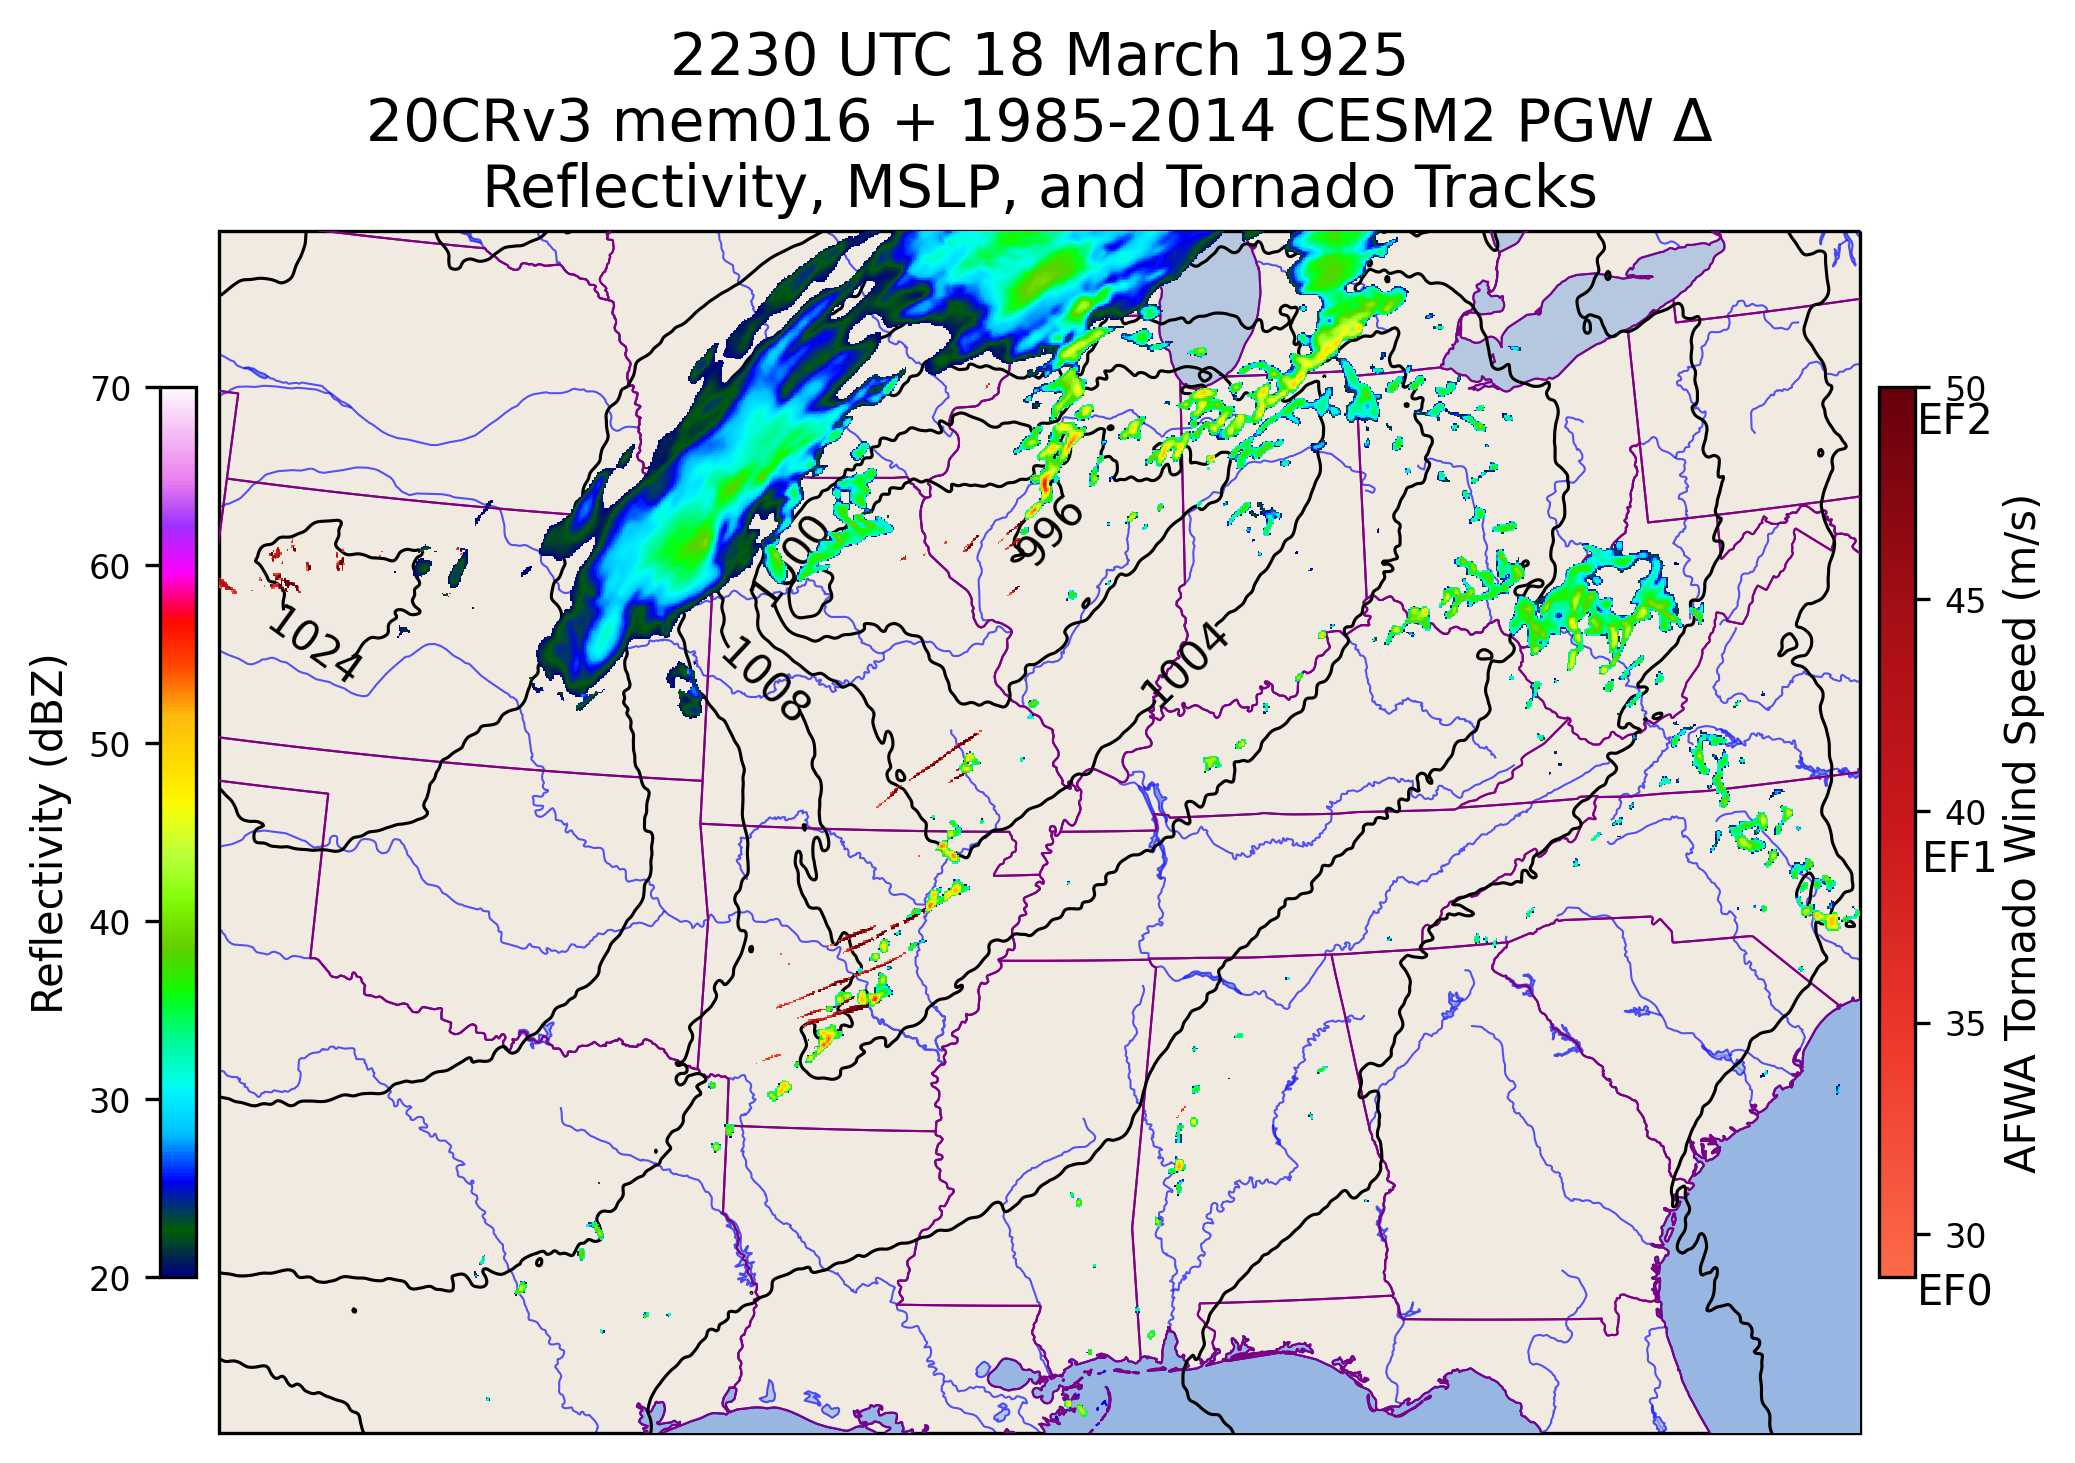 2230 UTC 18 March 1925
20CRv3 mem016 + 1985-2014 CESM2 PGW Δ
Reflectivity, MSLP, and Tornado Tracks
70
60
50
40
30
20
Reflectivity (dBZ)
1024
1000
996
1008
1004
50
EF2
45
40
EF1
35
30
EF0
AFWA Tornado Wind Speed (m/s)